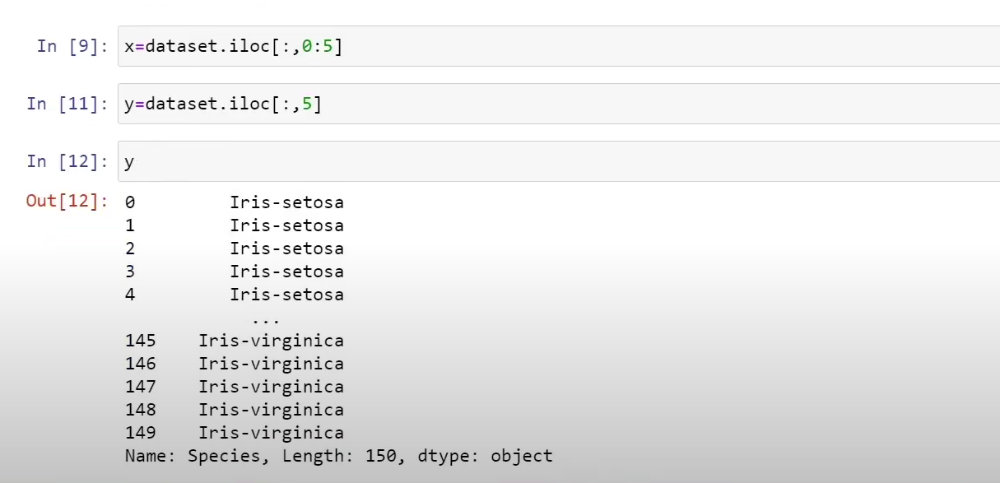 In [9]: x=dataset.iloc[:,0:5]
In [11]: y=dataset.iloc[:,5]
In [12]: y
Out[12]: 0 Iris-setosa
1 Iris-setosa
2 Iris-setosa
3 Iris-setosa
4 Iris-setosa
...
145 Iris-virginica
146 Iris-virginica
147 Iris-virginica
148 Iris-virginica
149 Iris-virginica
Name: Species, Length: 150, dtype: object